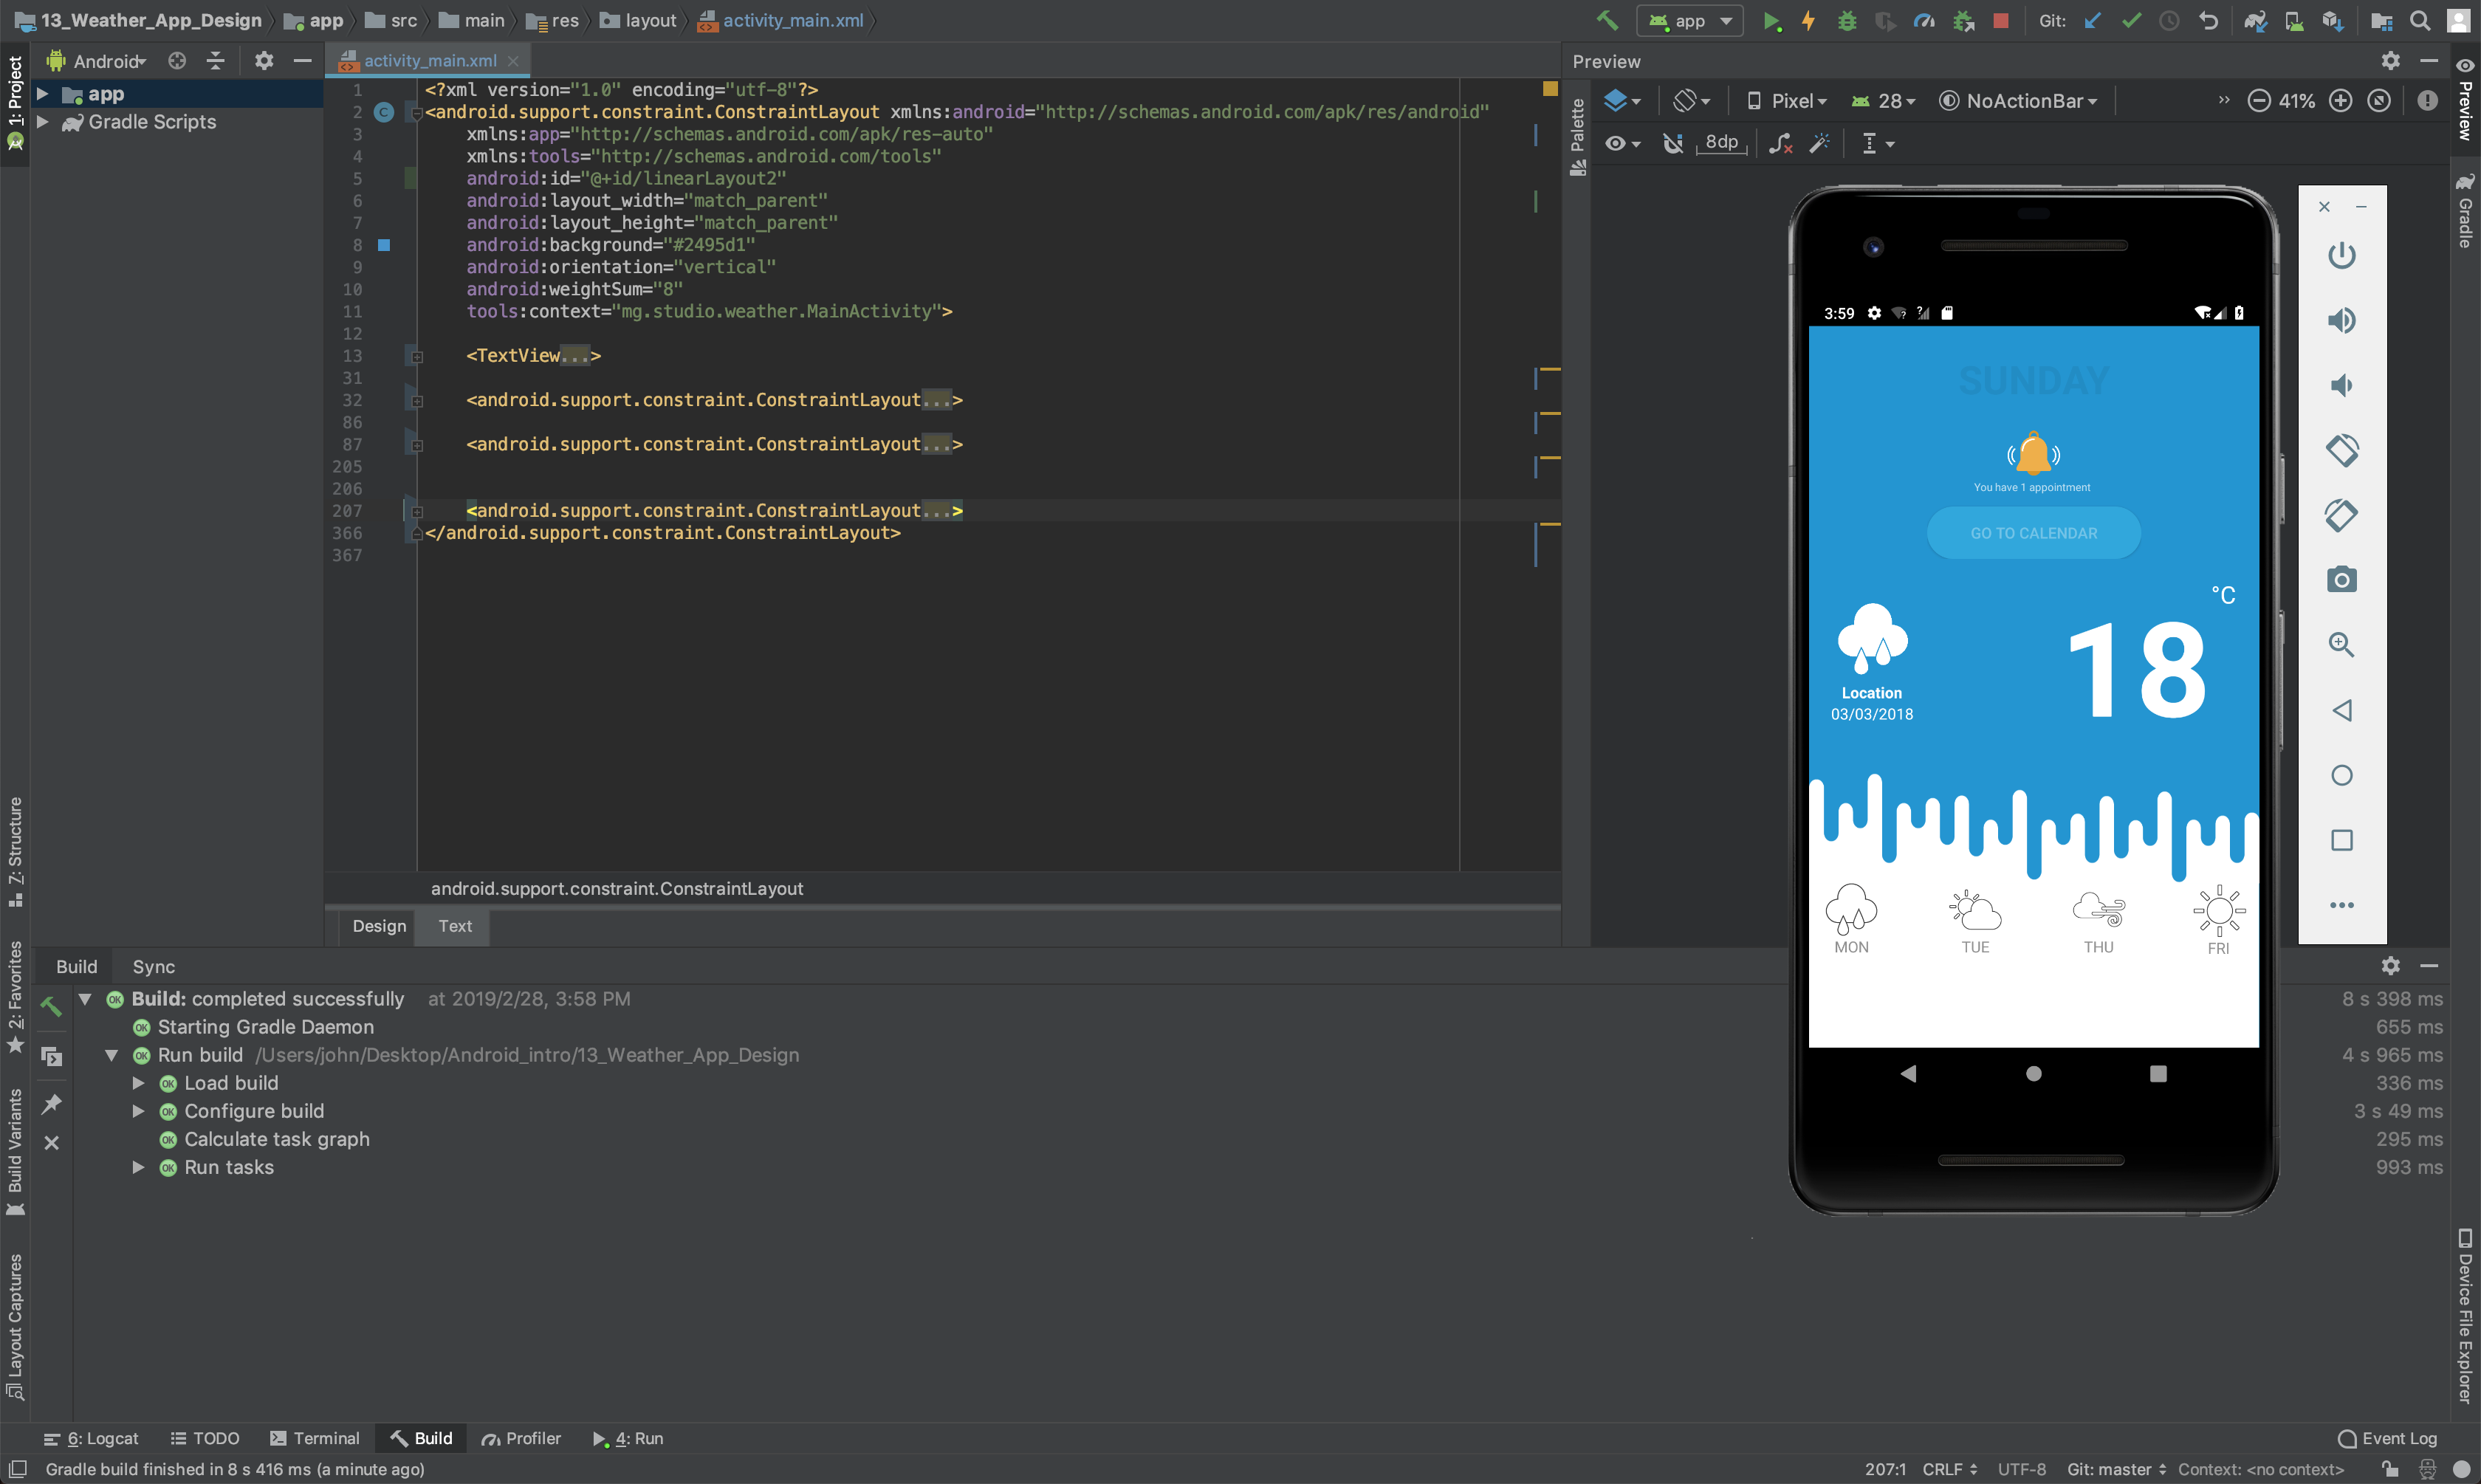 13_Weather_App_Design app src main res layout activity_main.xml
app Git:
1: Project
Android
activity_main.xml
app
Gradle Scripts
1 <?xml version="1.0" encoding="utf-8"?>
2 <android.support.constraint.ConstraintLayout xmlns:android="http://schemas.android.com/apk/res/android"
3 xmlns:app="http://schemas.android.com/apk/res-auto"
4 xmlns:tools="http://schemas.android.com/tools"
5 android:id="@+id/linearLayout2"
6 android:layout_width="match_parent"
7 android:layout_height="match_parent"
8 android:background="#2495d1"
9 android:orientation="vertical"
10 android:weightSum="8"
11 tools:context="mg.studio.weather.MainActivity">
12
13 <TextView...>
31
32 <android.support.constraint.ConstraintLayout...>
86
87 <android.support.constraint.ConstraintLayout...>
205
206
207 <android.support.constraint.ConstraintLayout...>
366 </android.support.constraint.ConstraintLayout>
367
android.support.constraint.ConstraintLayout
Design Text
Preview
Palette
Pixel 28 NoActionBar 41%
8dp
3:59
SUNDAY
You have 1 appointment
GO TO CALENDAR
°C
18
Location
03/03/2018
MON TUE THU FRI
Preview
Gradle
Device File Explorer
7: Structure
2: Favorites
Build Variants
Layout Captures
Build Sync
Build: completed successfully at 2019/2/28, 3:58 PM 8 s 398 ms
Starting Gradle Daemon 655 ms
Run build /Users/john/Desktop/Android_intro/13_Weather_App_Design 4 s 965 ms
Load build 336 ms
Configure build 3 s 49 ms
Calculate task graph 295 ms
Run tasks 993 ms
6: Logcat TODO Terminal Build Profiler 4: Run Event Log
Gradle build finished in 8 s 416 ms (a minute ago) 207:1 CRLF UTF-8 Git: master Context: <no context>